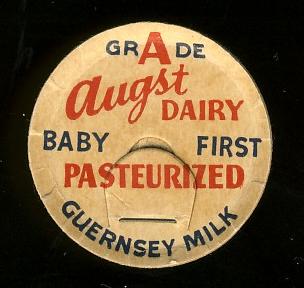 GRADE
Augst
DAIRY
BABY FIRST
PASTEURIZED
GUERNSEY MILK